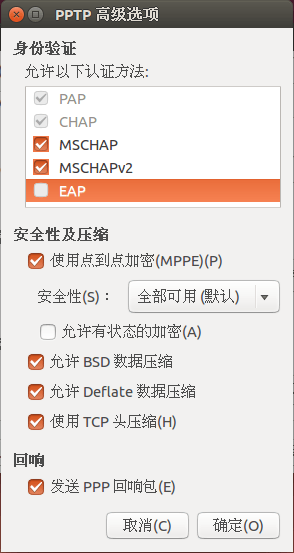 PPTP 高级选项
身份验证
允许以下认证方法:
PAP
CHAP
MSCHAP
MSCHAPv2
EAP
安全性及压缩
使用点到点加密(MPPE)(P)
安全性(S)： 全部可用 (默认)
允许有状态的加密(A)
允许 BSD 数据压缩
允许 Deflate 数据压缩
使用 TCP 头压缩(H)
回响
发送 PPP 回响包(E)
取消(C) 确定(O)